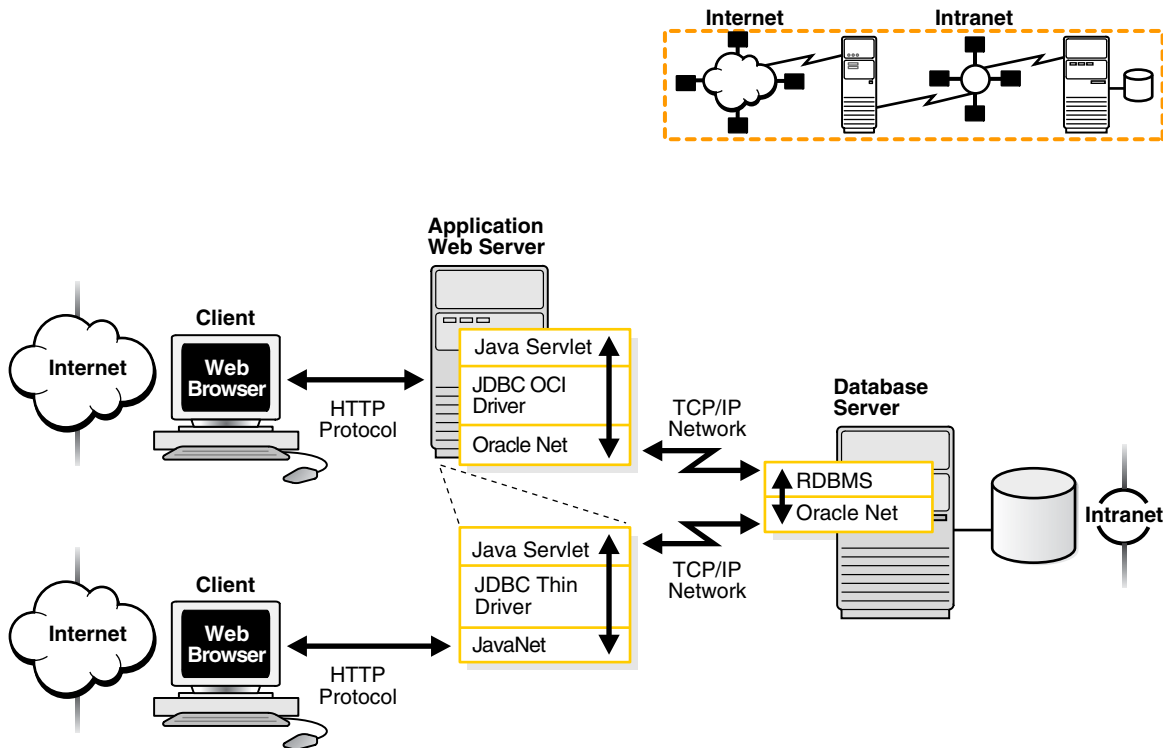 Internet
Intranet
Application
Web Server
Client
Internet
Web
Browser
HTTP
Protocol
Java Servlet
JDBC OCI
Driver
Oracle Net
TCP/IP
Network
Database
Server
RDBMS
Oracle Net
Intranet
Client
Internet
Web
Browser
HTTP
Protocol
Java Servlet
JDBC Thin
Driver
JavaNet
TCP/IP
Network